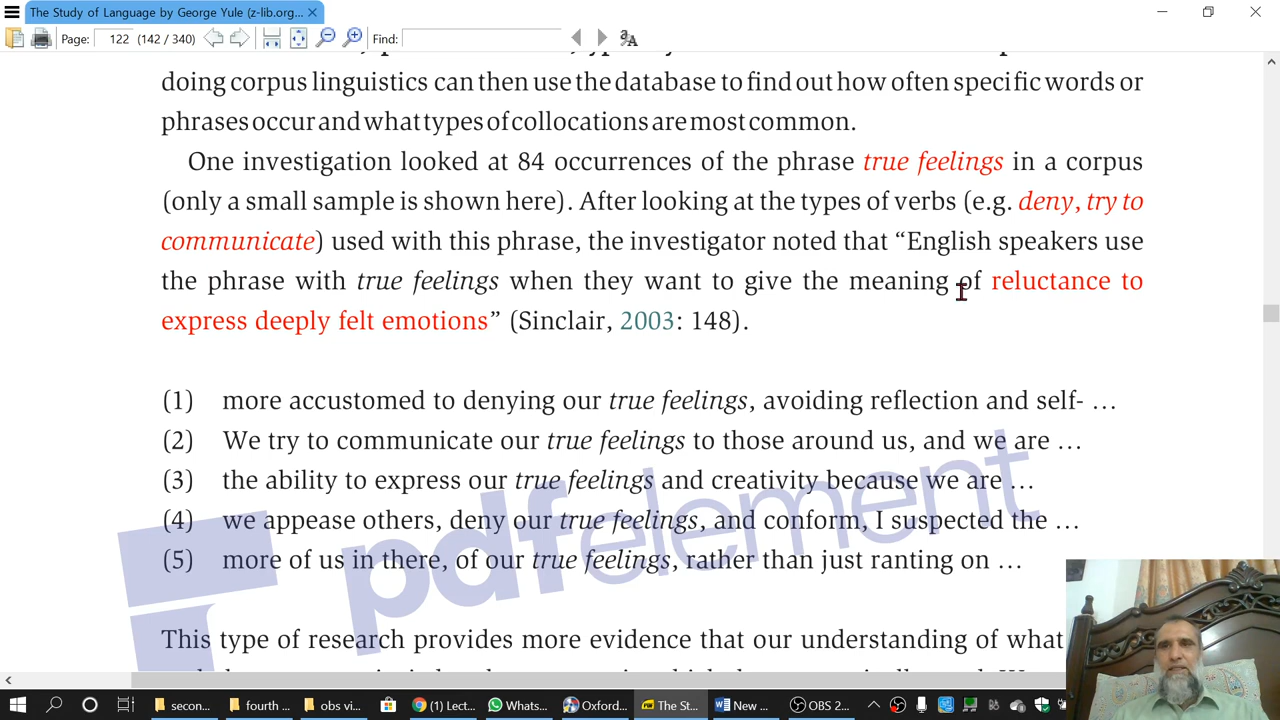 The Study of Language by George Yule (z-lib.org...
Page: 122 (142 / 340) Find:
doing corpus linguistics can then use the database to find out how often specific words or
phrases occur and what types of collocations are most common.
One investigation looked at 84 occurrences of the phrase true feelings in a corpus
(only a small sample is shown here). After looking at the types of verbs (e.g. deny, try to
communicate) used with this phrase, the investigator noted that “English speakers use
the phrase with true feelings when they want to give the meaning of reluctance to
express deeply felt emotions” (Sinclair, 2003: 148).
(1) more accustomed to denying our true feelings, avoiding reflection and self- …
(2) We try to communicate our true feelings to those around us, and we are …
(3) the ability to express our true feelings and creativity because we are …
(4) we appease others, deny our true feelings, and conform, I suspected the …
(5) more of us in there, of our true feelings, rather than just ranting on …
pdfelement
This type of research provides more evidence that our understanding of what
secon... fourth ... obs vi... (1) Lect... Whats... Oxford... The St... New ... OBS 2...